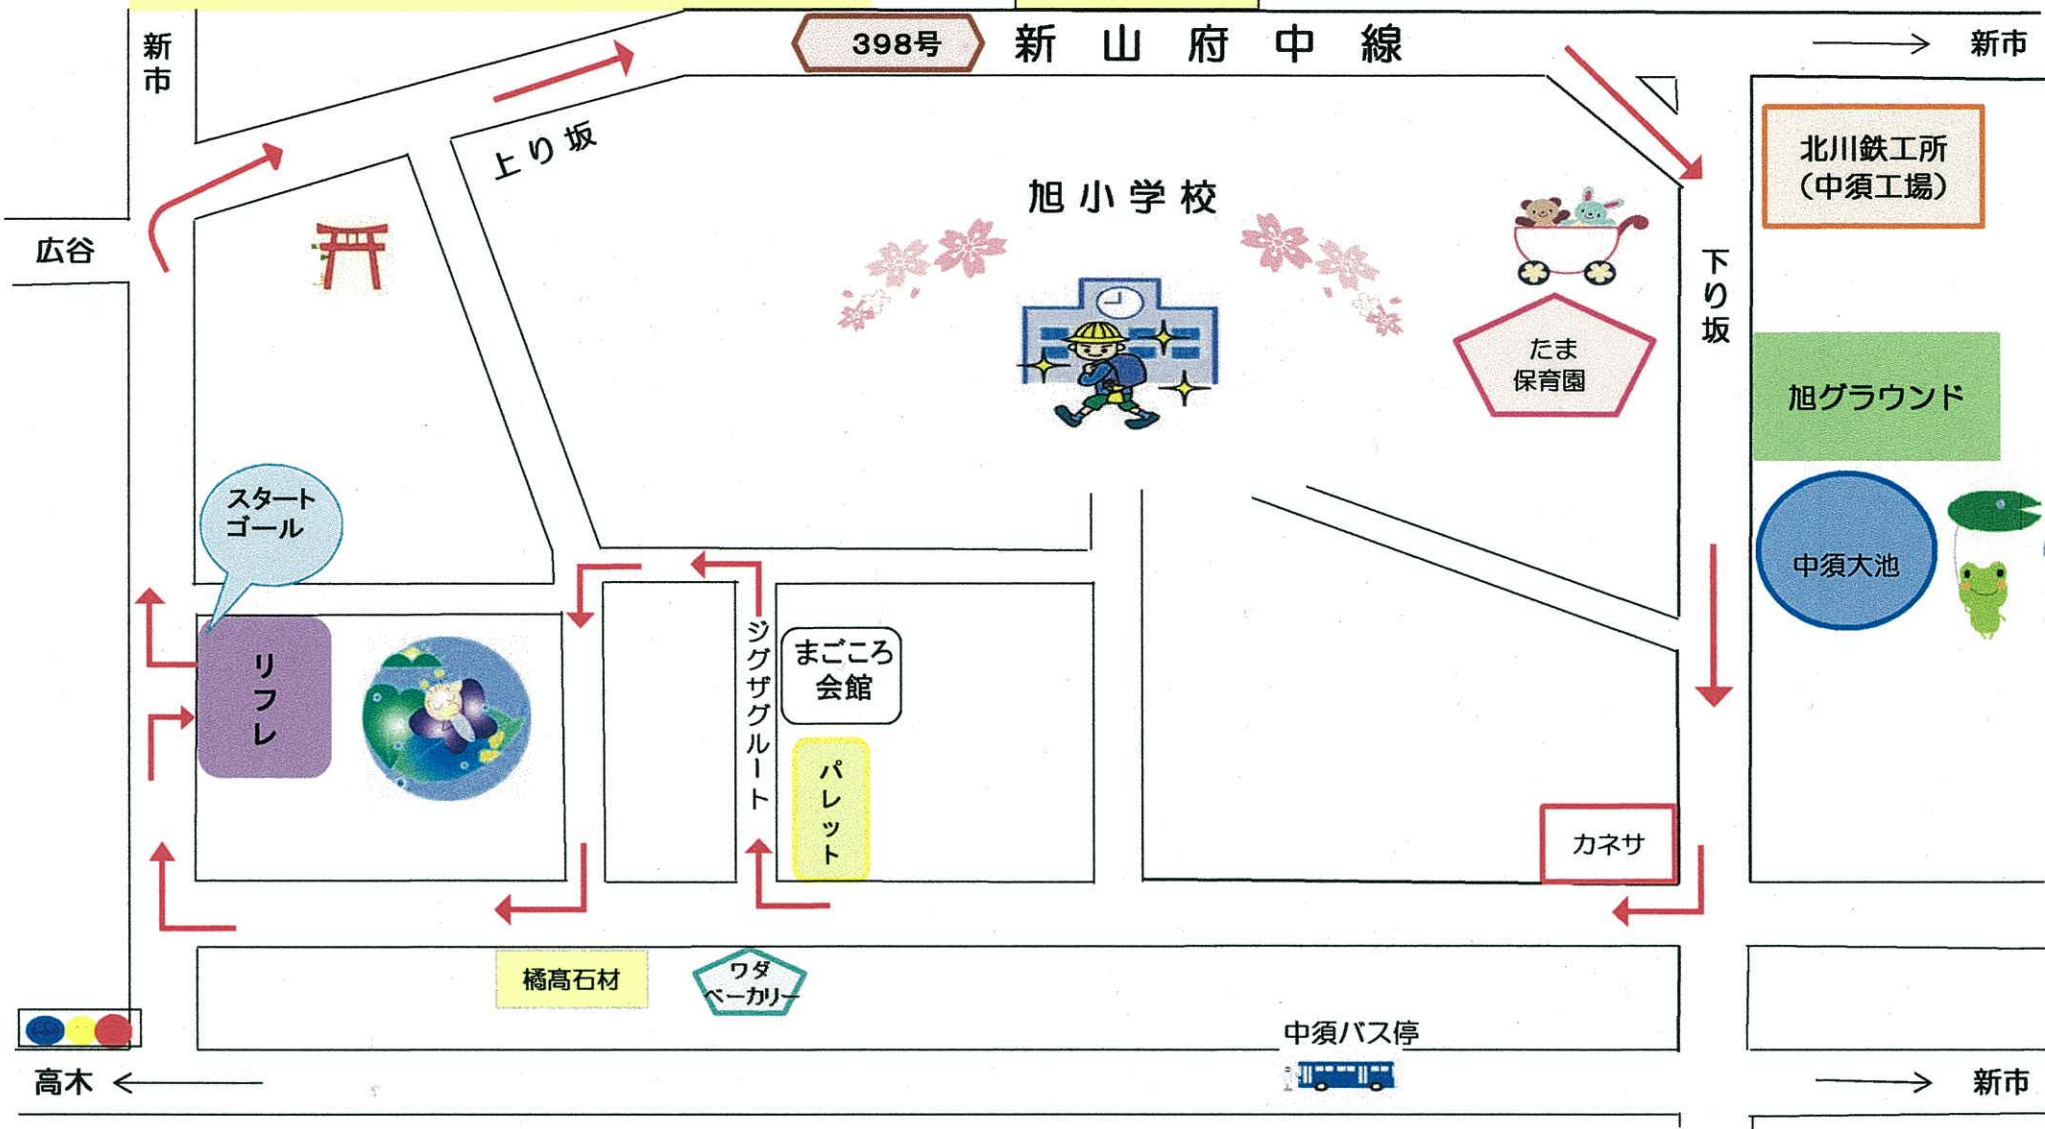 新市
398号
新山府中線
新市
上り坂
北川鉄工所
（中須工場）
旭小学校
広谷
下り坂
たま
保育園
旭グラウンド
スタート
ゴール
中須大池
リフレ
ジグザグルート
まごころ
会館
パレット
カネサ
橘高石材
ワダ
ベーカリー
中須バス停
高木
新市